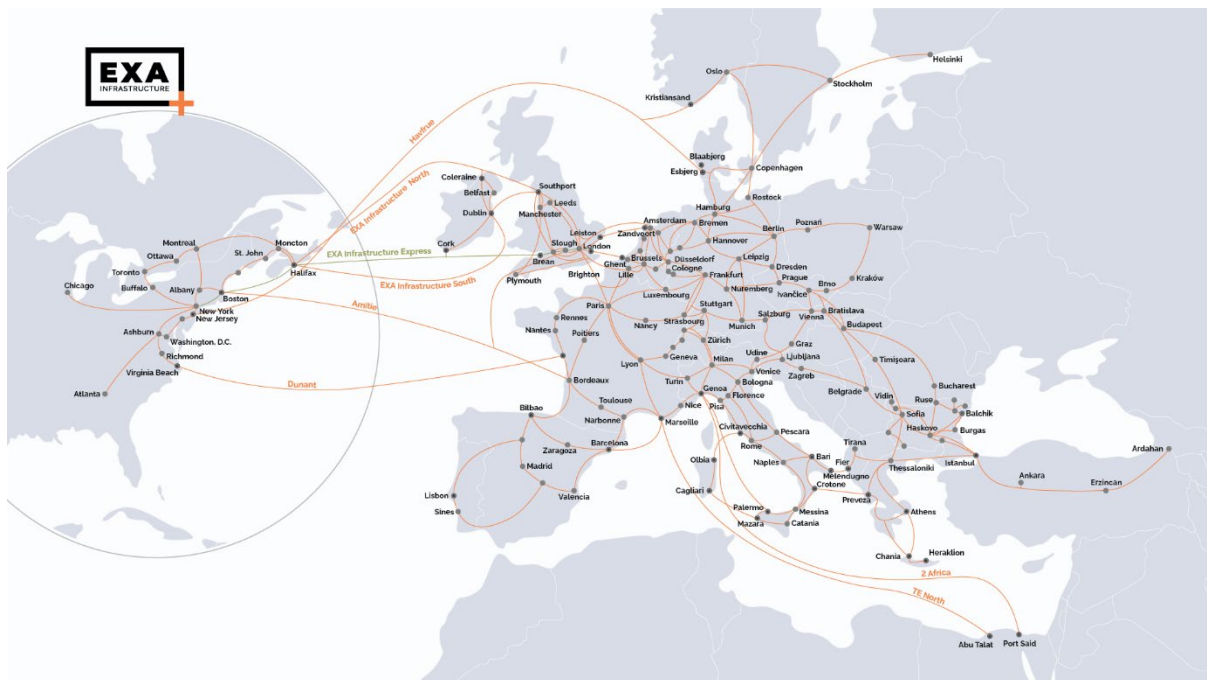 EXA
INFRASTRUCTURE
Helsinki
Oslo
Stockholm
Kristiansand
Havfrue
Blaabjerg
Esbjerg
Copenhagen
Rostock
Coleraine
Belfast
Dublin
Cork
Southport
Leeds
Manchester
EXA Infrastructure North
EXA Infrastructure Express
EXA Infrastructure South
Hamburg
Bremen
Amsterdam
Zandvoort
Leiston
Slough
London
Brean
Brighton
Plymouth
Hannover
Berlin
Poznań
Warsaw
Ghent
Brussels
Lille
Düsseldorf
Cologne
Leipzig
Dresden
Frankfurt
Prague
Kraków
Brno
Ivančice
Nuremberg
Luxembourg
Montreal
Ottawa
Toronto
Buffalo
Chicago
St. John
Moncton
Halifax
Albany
Boston
New York
New Jersey
Ashburn
Washington, D.C.
Richmond
Virginia Beach
Atlanta
Amitie
Dunant
Paris
Rennes
Nantes
Poitiers
Nancy
Strasbourg
Stuttgart
Munich
Salzburg
Vienna
Bratislava
Budapest
Zürich
Geneva
Lyon
Milan
Udine
Graz
Ljubljana
Zagreb
Venice
Turin
Bologna
Timișoara
Belgrade
Bucharest
Vidin
Ruse
Sofia
Balchik
Haskovo
Burgas
Bordeaux
Genoa
Florence
Pisa
Nice
Marseille
Toulouse
Narbonne
Bilbao
Zaragoza
Barcelona
Madrid
Valencia
Lisbon
Sines
Civitavecchia
Pescara
Rome
Olbia
Naples
Bari
Cagliari
Tirana
Fier
Melendugno
Crotone
Thessaloniki
Istanbul
Ankara
Erzincan
Ardahan
Palermo
Messina
Mazara
Catania
Preveza
Athens
Chania
Heraklion
2 Africa
TE North
Abu Talat
Port Said